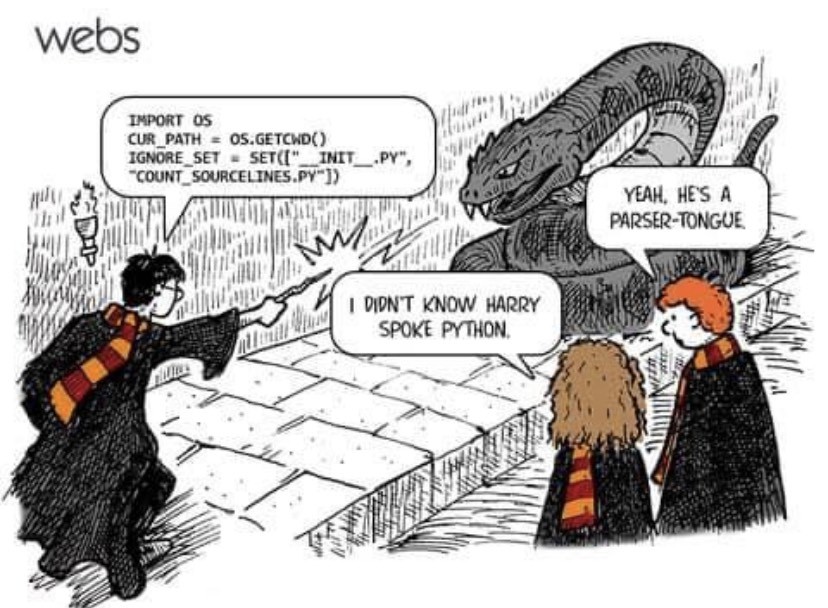 webs
IMPORT OS
CUR_PATH = OS.GETCWD()
IGNORE_SET = SET(["__INIT__.PY",
"COUNT_SOURCELINES.PY"])
YEAH, HE'S A
PARSER-TONGUE.
I DIDN'T KNOW HARRY
SPOKE PYTHON.